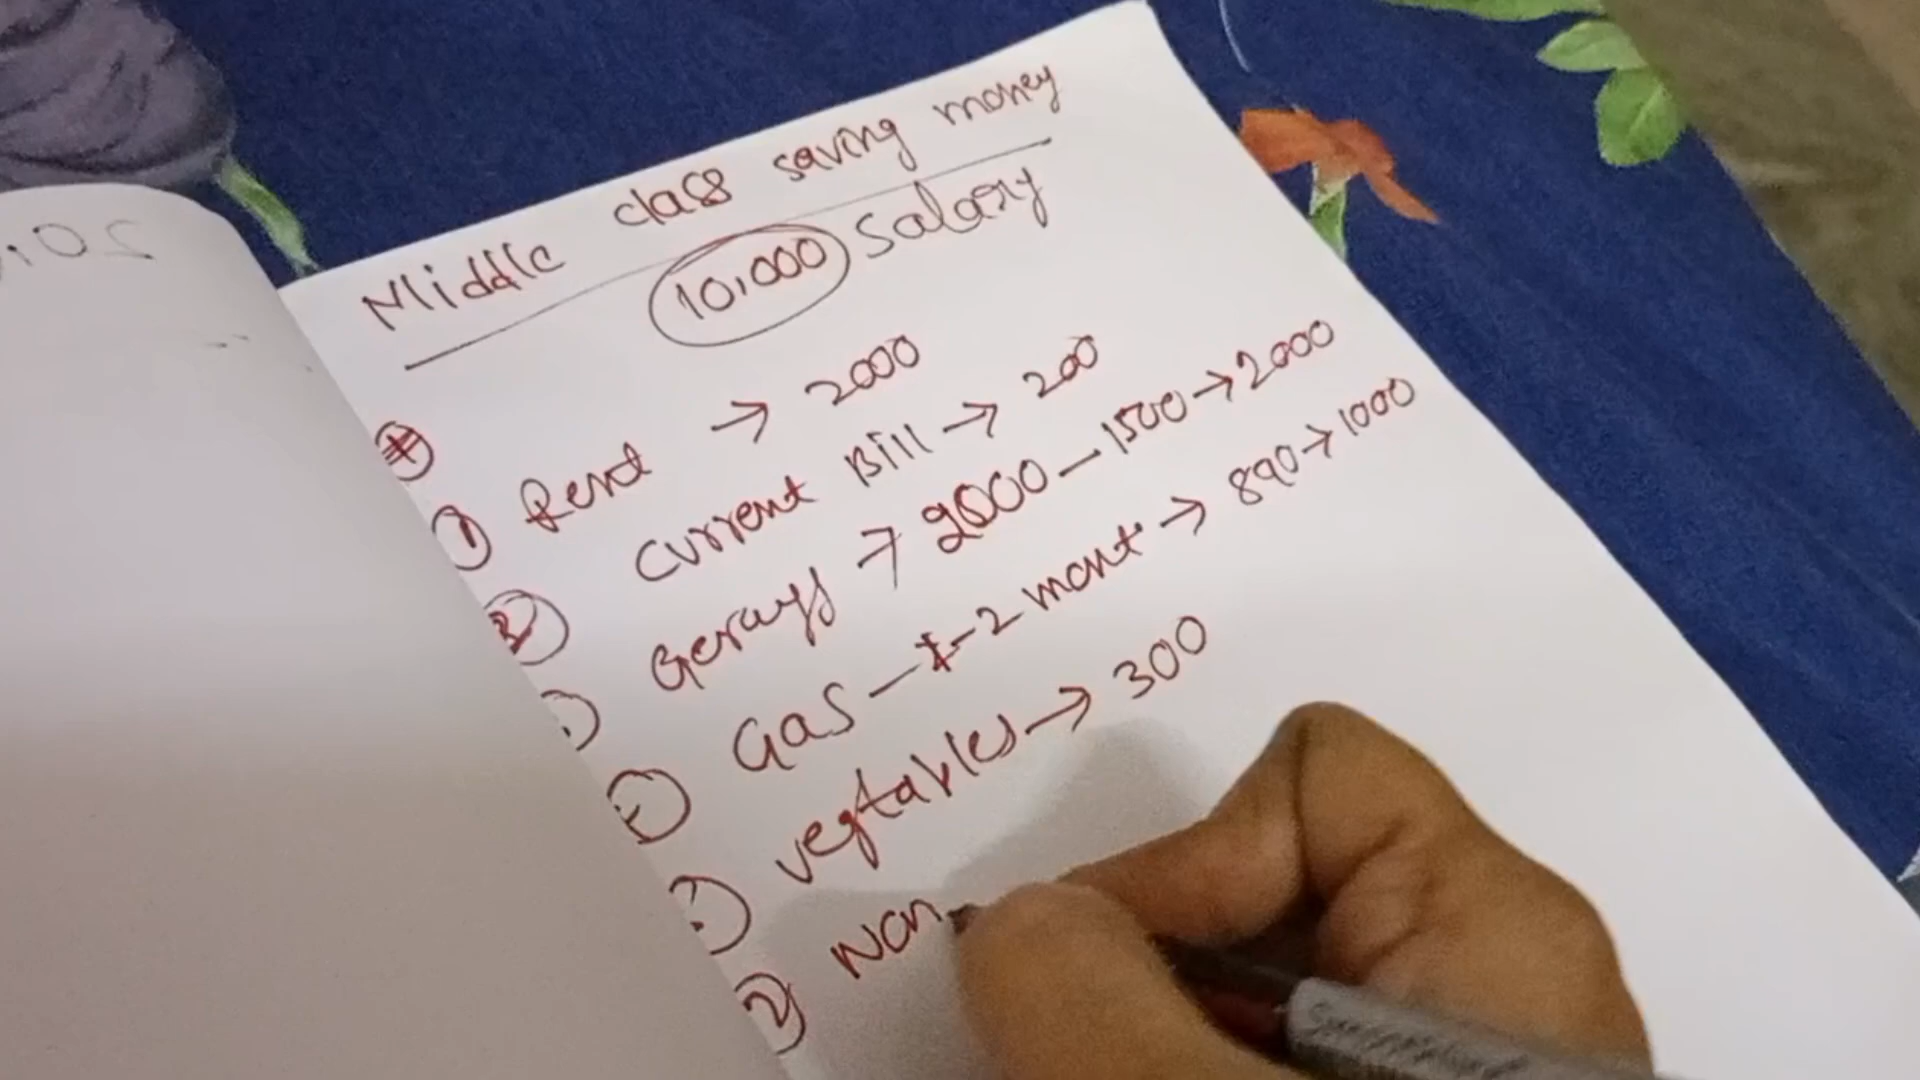 Middle class saving money
10,000 Salary
① Rent → 2000
Current Bill → 200
→ 2000 - 1500 → 2000
Gas - 2 mont → 890 → 1000
vegtables → 300
Non